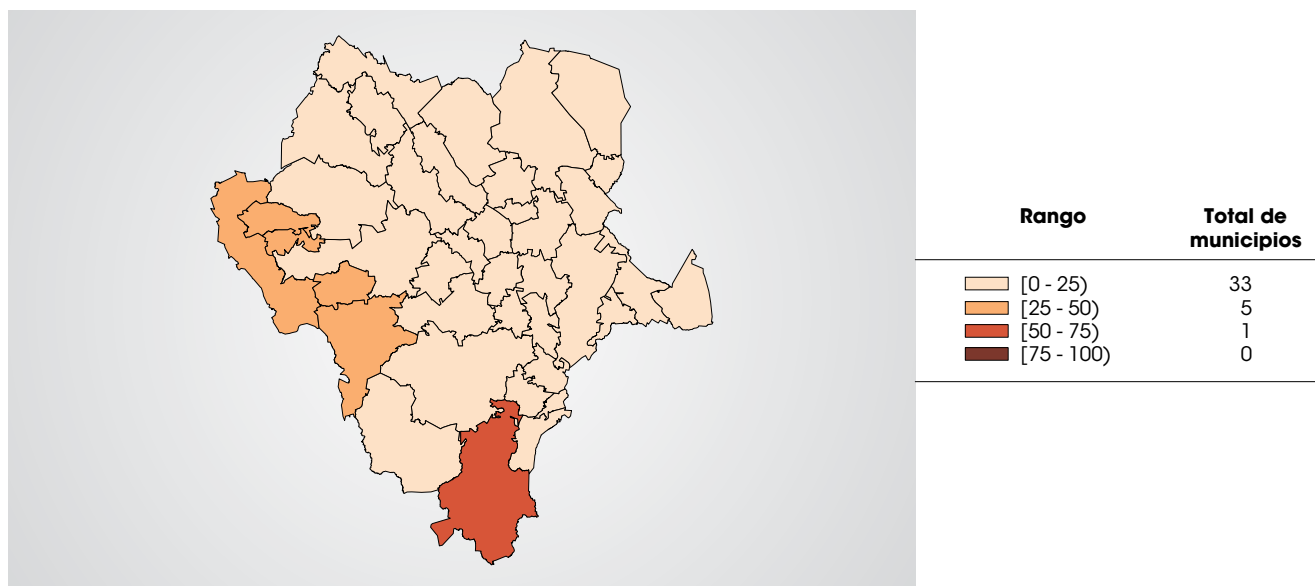 Rango Total de
municipios
[0 - 25) 33
[25 - 50) 5
[50 - 75) 1
[75 - 100) 0